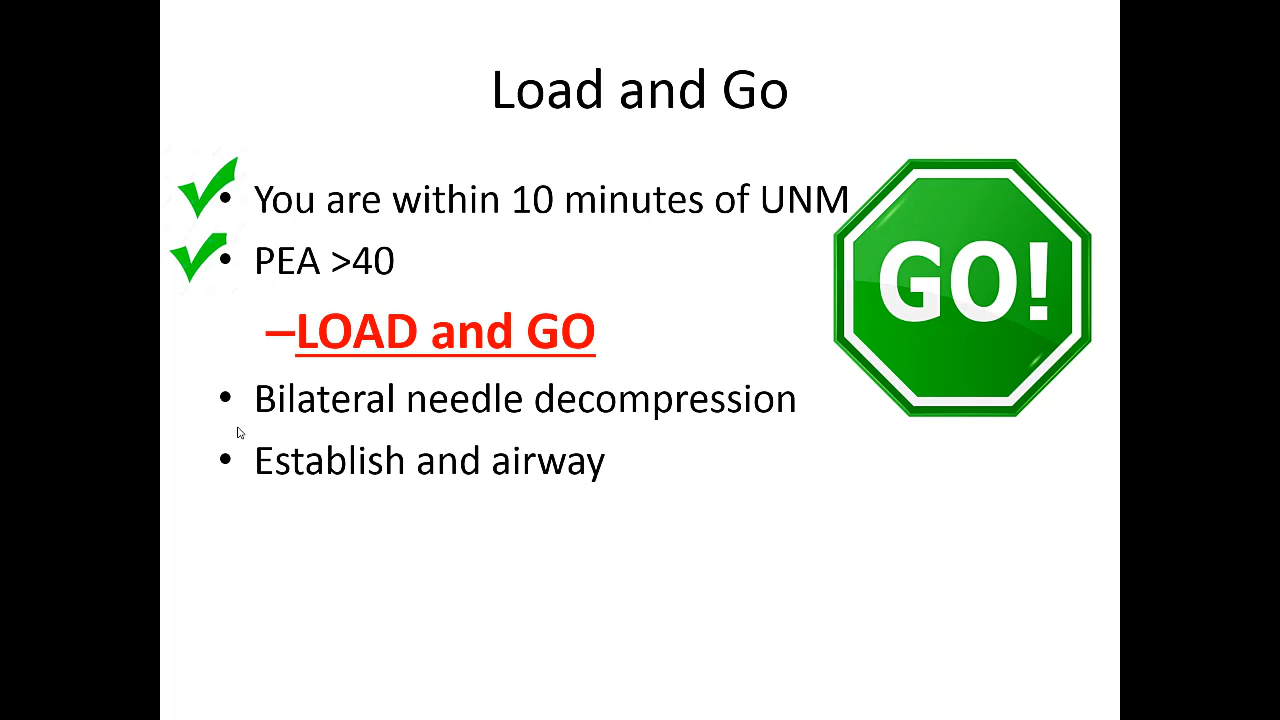 Load and Go
• You are within 10 minutes of UNM
• PEA >40
–LOAD and GO
• Bilateral needle decompression
• Establish and airway
GO!